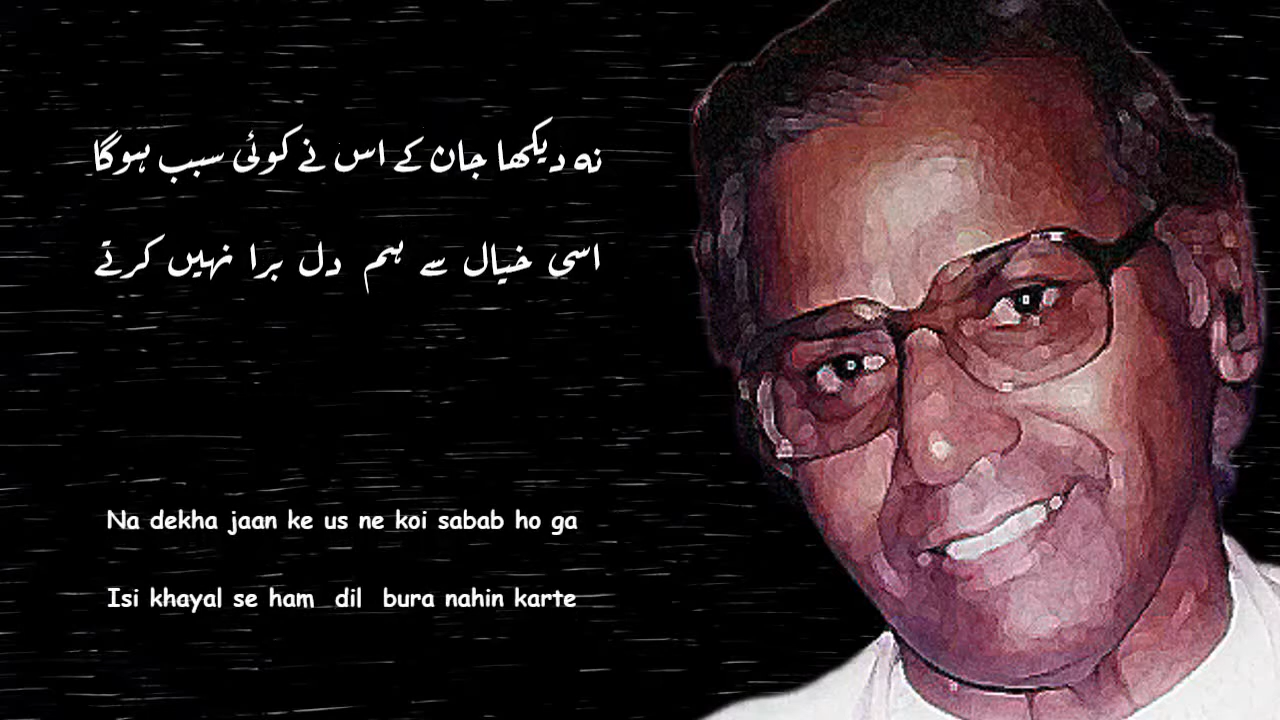 نہ دیکھا جان کے اس نے کوئی سبب ہوگا
اسی خیال سے ہم دل برا نہیں کرتے
Na dekha jaan ke us ne koi sabab ho ga
Isi khayal se ham dil bura nahin karte